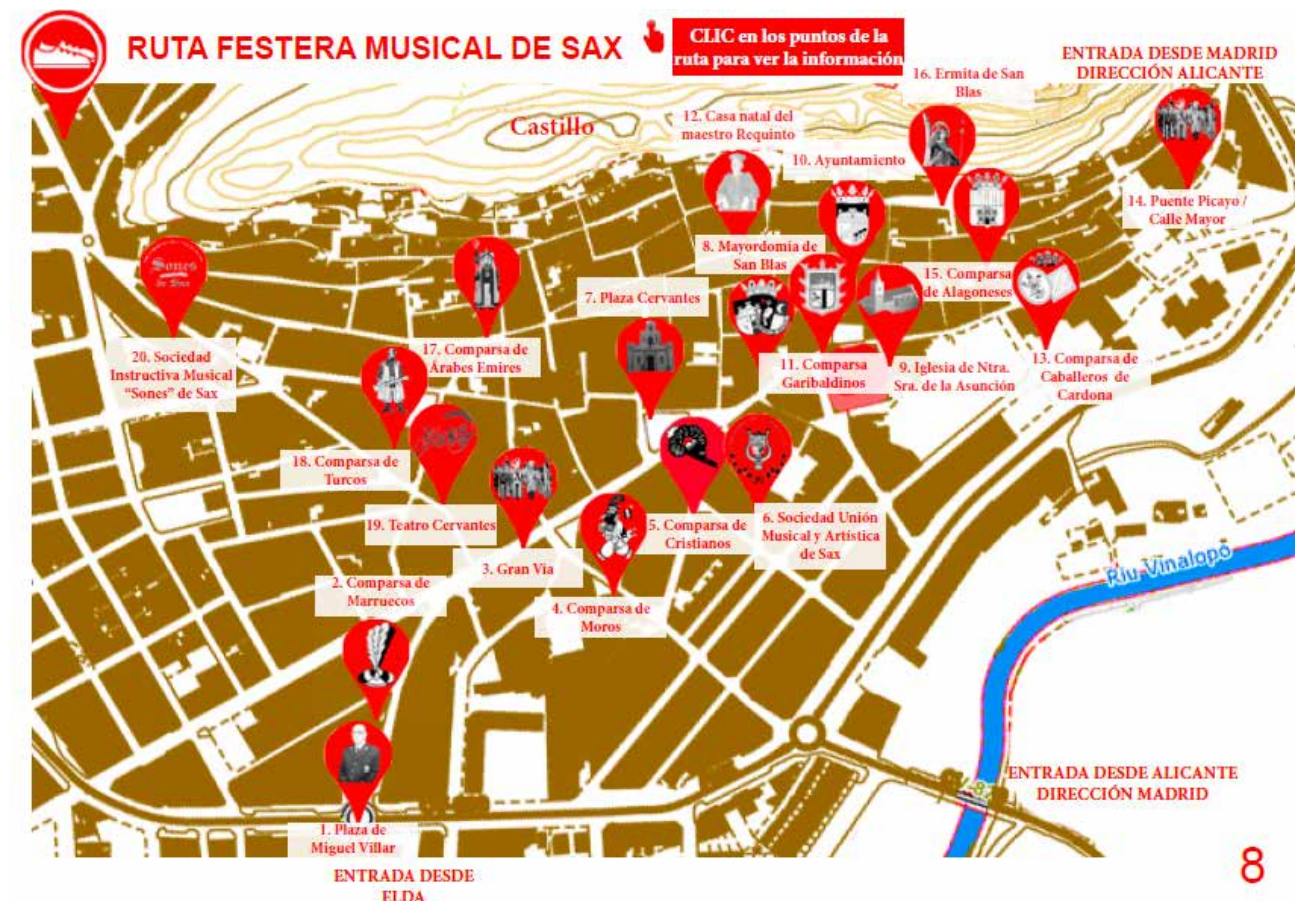 RUTA FESTERA MUSICAL DE SAX
CLIC en los puntos de la
ruta para ver la información
ENTRADA DESDE MADRID
DIRECCIÓN ALICANTE
16. Ermita de San
Blas
Castillo
12. Casa natal del
maestro Requinto
10. Ayuntamiento
14. Puente Picayo /
Calle Mayor
8. Mayordomía de
San Blas
Sones
de Sax
15. Comparsa
de Alagoneses
7. Plaza Cervantes
20. Sociedad
Instructiva Musical
“Sones” de Sax
17. Comparsa de
Árabes Emires
11. Comparsa
Garibaldinos
9. Iglesia de Ntra.
Sra. de la Asunción
13. Comparsa de
Caballeros de
Cardona
18. Comparsa de
Turcos
19. Teatro Cervantes
5. Comparsa de
Cristianos
6. Sociedad Unión
Musical y Artística
de Sax
3. Gran Vía
2. Comparsa de
Marruecos
4. Comparsa de
Moros
Riu Vinalopó
ENTRADA DESDE ALICANTE
DIRECCIÓN MADRID
1. Plaza de
Miguel Villar
ENTRADA DESDE
ELDA
8